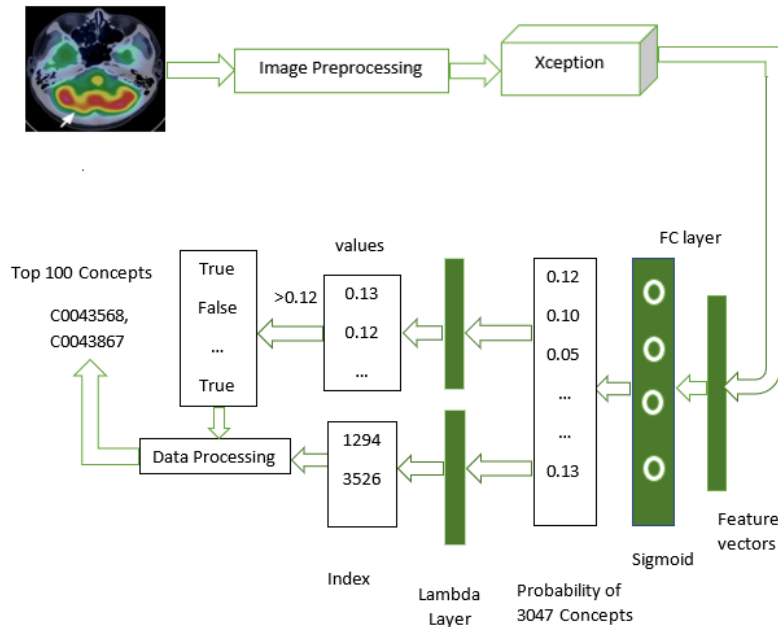 Image Preprocessing
Xception
FC layer
values
Top 100 Concepts
C0043568,
C0043867
True
False
...
True
>0.12
0.13
0.12
...
0.12
0.10
0.05
...
...
0.13
Data Processing
1294
3526
Index
Lambda
Layer
Probability of
3047 Concepts
Sigmoid
Feature
vectors